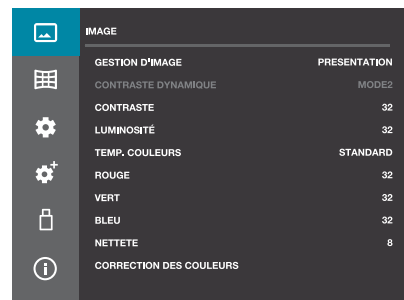 IMAGE
GESTION D'IMAGE PRESENTATION
CONTRASTE DYNAMIQUE MODE2
CONTRASTE 32
LUMINOSITÉ 32
TEMP. COULEURS STANDARD
ROUGE 32
VERT 32
BLEU 32
NETTETE 8
CORRECTION DES COULEURS